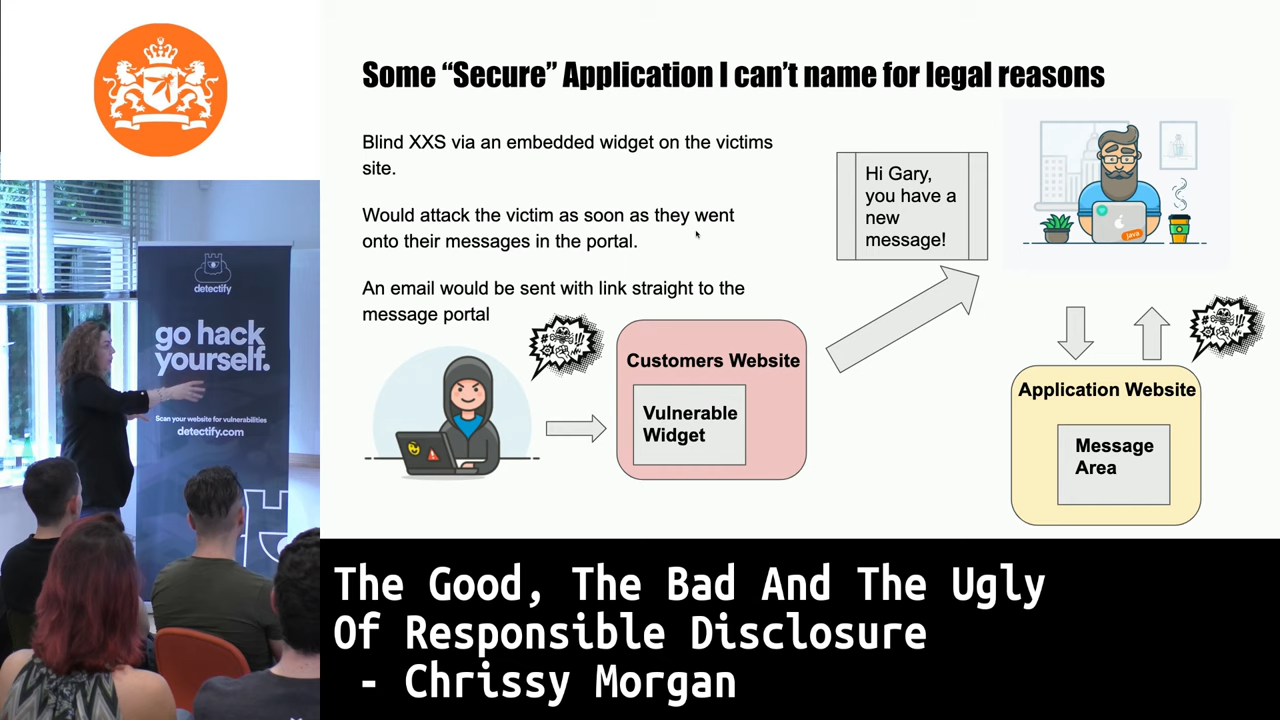 Some “Secure” Application I can’t name for legal reasons
Blind XXS via an embedded widget on the victims
site.
Would attack the victim as soon as they went
onto their messages in the portal.
An email would be sent with link straight to the
message portal
Hi Gary,
you have a
new
message!
Java
Customers Website
Vulnerable
Widget
Application Website
Message
Area
detectify
go hack
yourself.
Scan your website for vulnerabilities
detectify.com
The Good, The Bad And The Ugly
Of Responsible Disclosure
- Chrissy Morgan